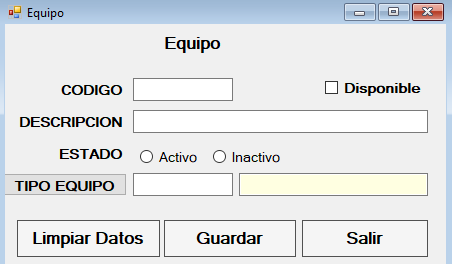 Equipo
Equipo
CODIGO
Disponible
DESCRIPCION
ESTADO
Activo
Inactivo
TIPO EQUIPO
Limpiar Datos
Guardar
Salir